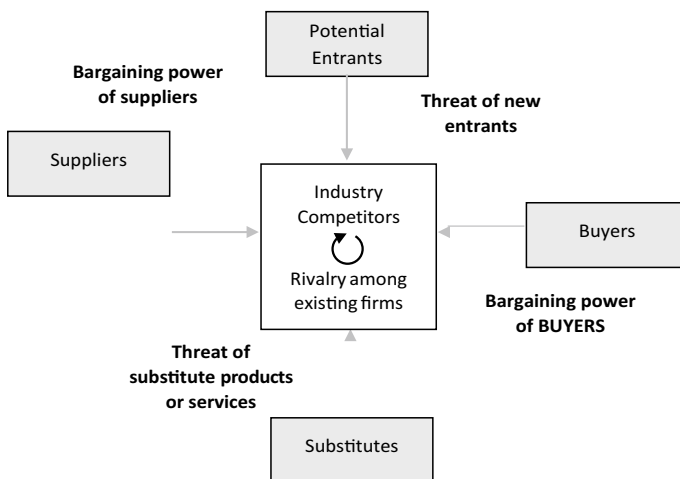 Potential
Entrants
Bargaining power
of suppliers
Threat of new
entrants
Suppliers
Industry
Competitors
Rivalry among
existing firms
Buyers
Bargaining power
of BUYERS
Threat of
substitute products
or services
Substitutes